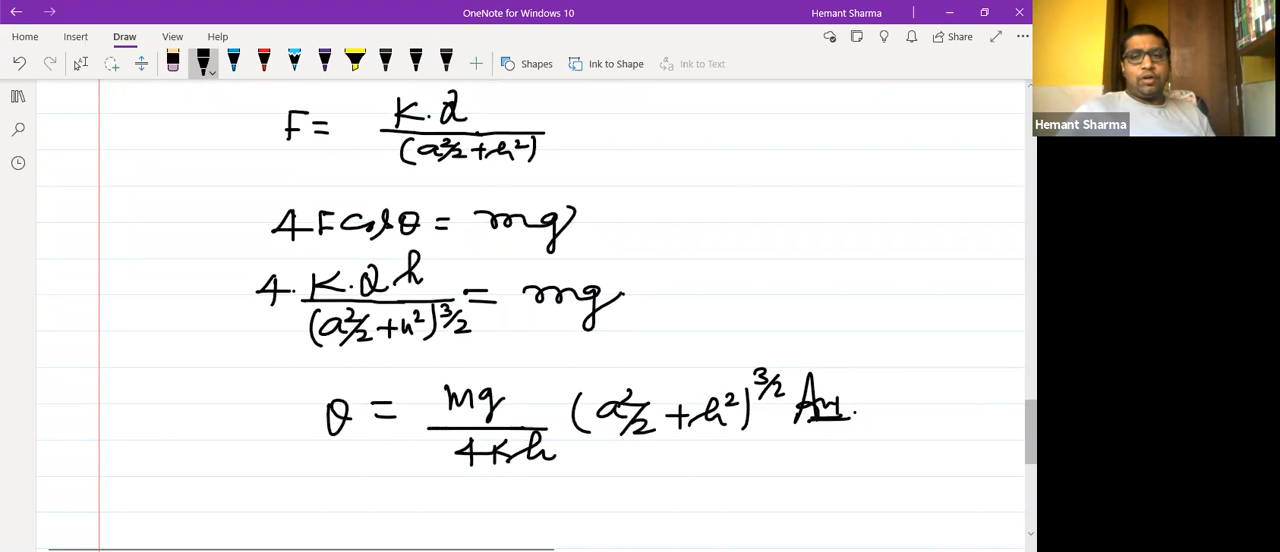 OneNote for Windows 10
Hemant Sharma
Home Insert Draw View Help
Share
Shapes Ink to Shape Ink to Text
Hemant Sharma
F = K.Q/(a²/2 + h²)
4F cosθ = mg
4. K.Q h/(a²/2 + h²)^3/2 = mg
Q = mg/4Kh (a²/2 + h²)^3/2 Ans.